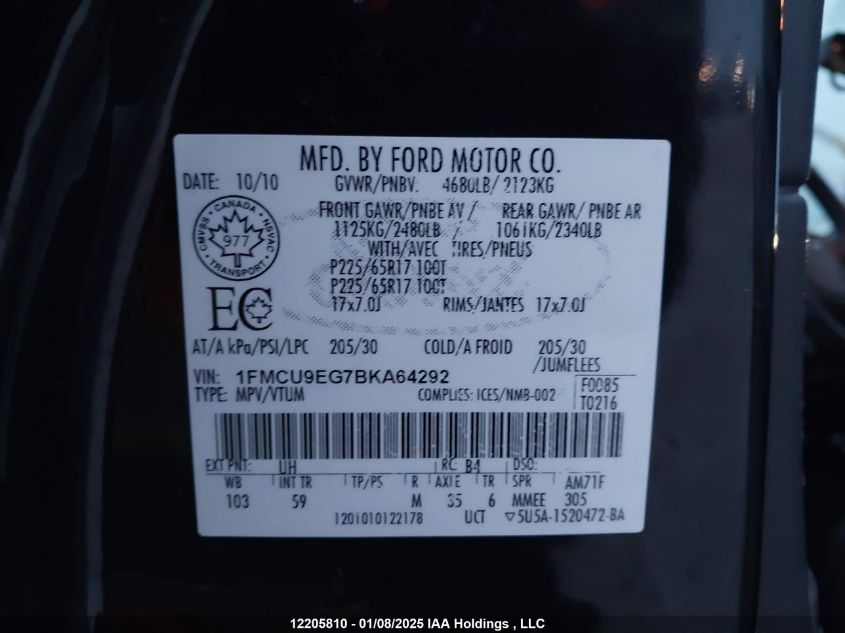 MFD. BY FORD MOTOR CO.
DATE: 10/10 GVWR/PNBV: 4680LB/ 2123KG
FRONT GAWR/PNBE AV / REAR GAWR/ PNBE AR
1125KG/2480LB 1061KG/2340LB
WITH/AVEC TIRES/PNEUS
P225/65R17 100T
P225/65R17 100T
17x7.0J RIMS/JANTES 17x7.0J
CMVSS • CANADA • NSVAC
977
TRANSPORT
EC
AT/A kPa/PSI/LPC 205/30 COLD/A FROID 205/30
/JUMELEES
VIN: 1FMCU9EG7BKA64292
TYPE: MPV/VTUM COMPLIES: ICES/NMB-002
F0085
T0216
EXT PNT: UH RC: B4 DSO:
WB INT TR TP/PS R AXLE TR SPR AM71F
103 59 M 35 6 MMEE 305
1201010122178 UCT ▽5U5A-1520472-BA
12205810 - 01/08/2025 IAA Holdings , LLC